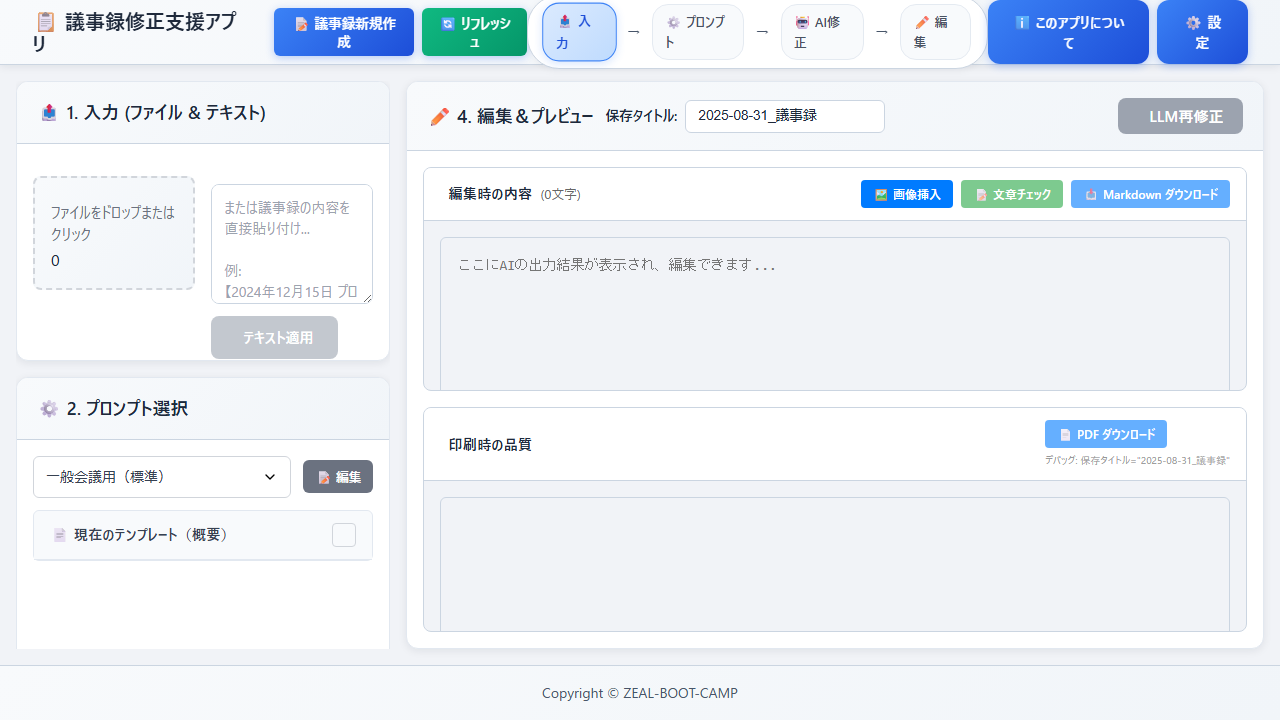 📋 議事録修正支援アプ
リ
📝 議事録新規作
成
🔄 リフレッシ
ュ
📤 入
力
→
⚙️ プロンプ
ト
→
🤖 AI修
正
→
✏️ 編
集
ℹ️ このアプリについ
て
⚙️ 設
定
📤 1. 入力 (ファイル & テキスト)
ファイルをドロップまたは
クリック
0
または議事録の内容を
直接貼り付け...
例:
【2024年12月15日 プロ
テキスト適用
⚙️ 2. プロンプト選択
一般会議用（標準）
📝 編集
📄 現在のテンプレート（概要）
✏️ 4. 編集＆プレビュー 保存タイトル: 2025-08-31_議事録
LLM再修正
編集時の内容 (0文字)
🖼️ 画像挿入
📝 文章チェック
📥 Markdown ダウンロード
ここにAIの出力結果が表示され、編集できます...
印刷時の品質
📄 PDF ダウンロード
デバッグ: 保存タイトル="2025-08-31_議事録"
Copyright © ZEAL-BOOT-CAMP